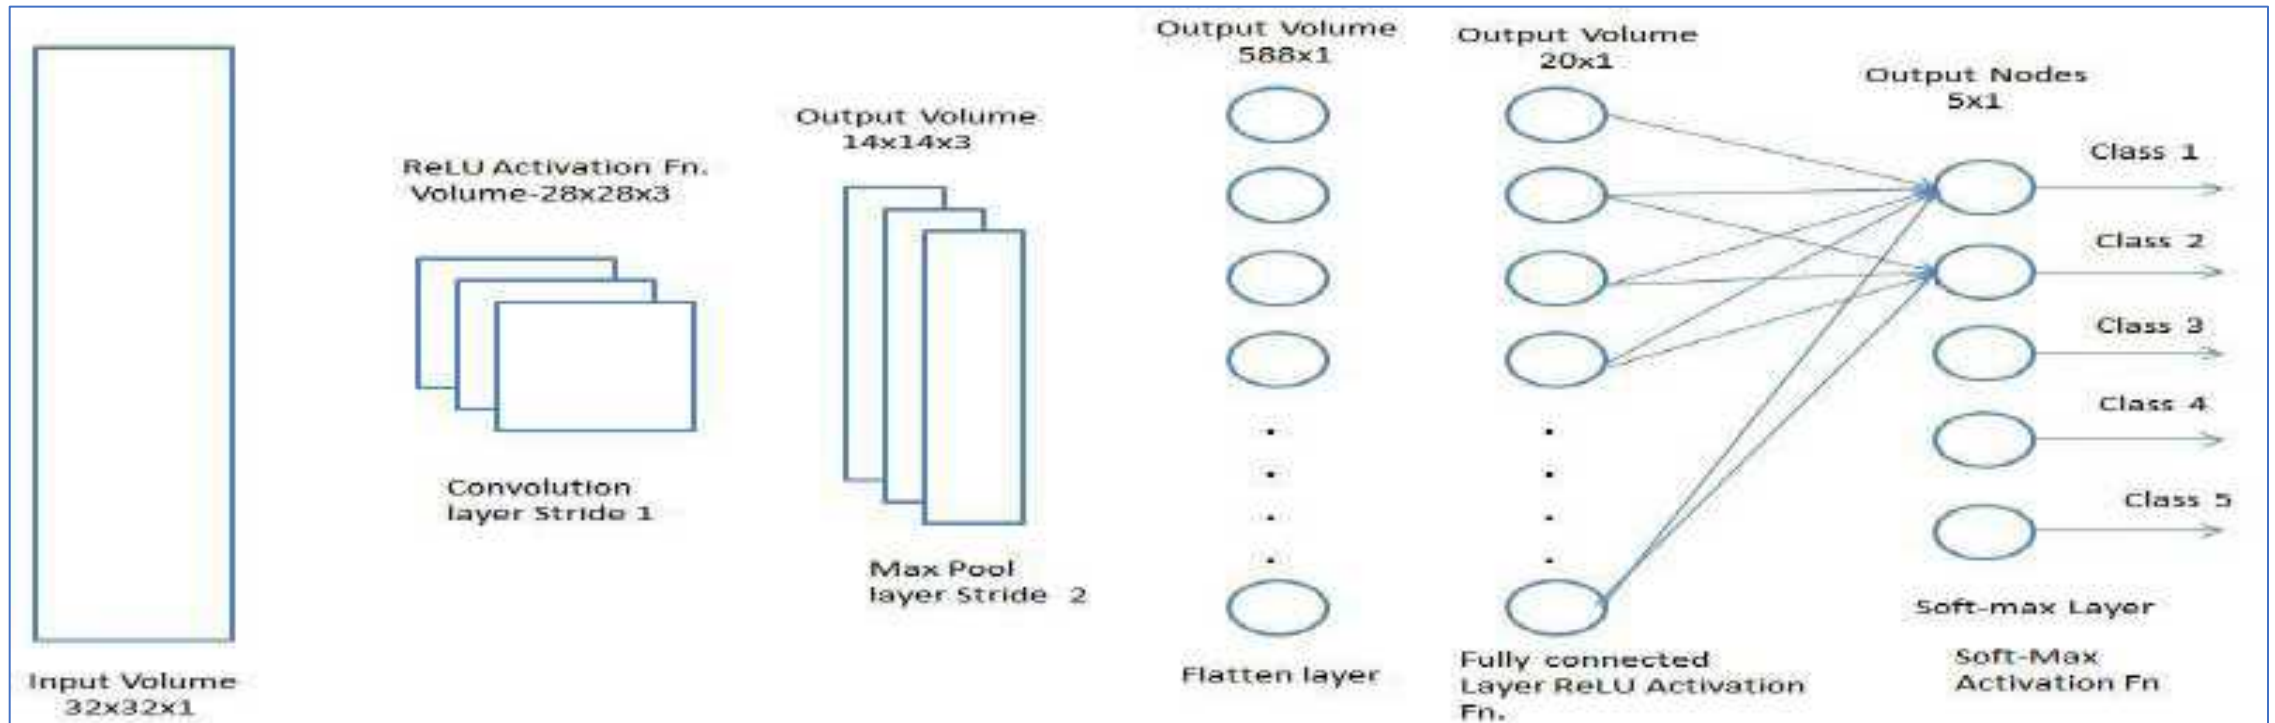 Input Volume
32x32x1
ReLU Activation Fn.
Volume-28x28x3
Convolution
layer Stride 1
Output Volume
14x14x3
Max Pool
layer Stride 2
Output Volume
588x1
Flatten layer
Output Volume
20x1
Fully connected
Layer ReLU Activation
Fn.
Output Nodes
5x1
Class 1
Class 2
Class 3
Class 4
Class 5
Soft-max Layer
Soft-Max
Activation Fn